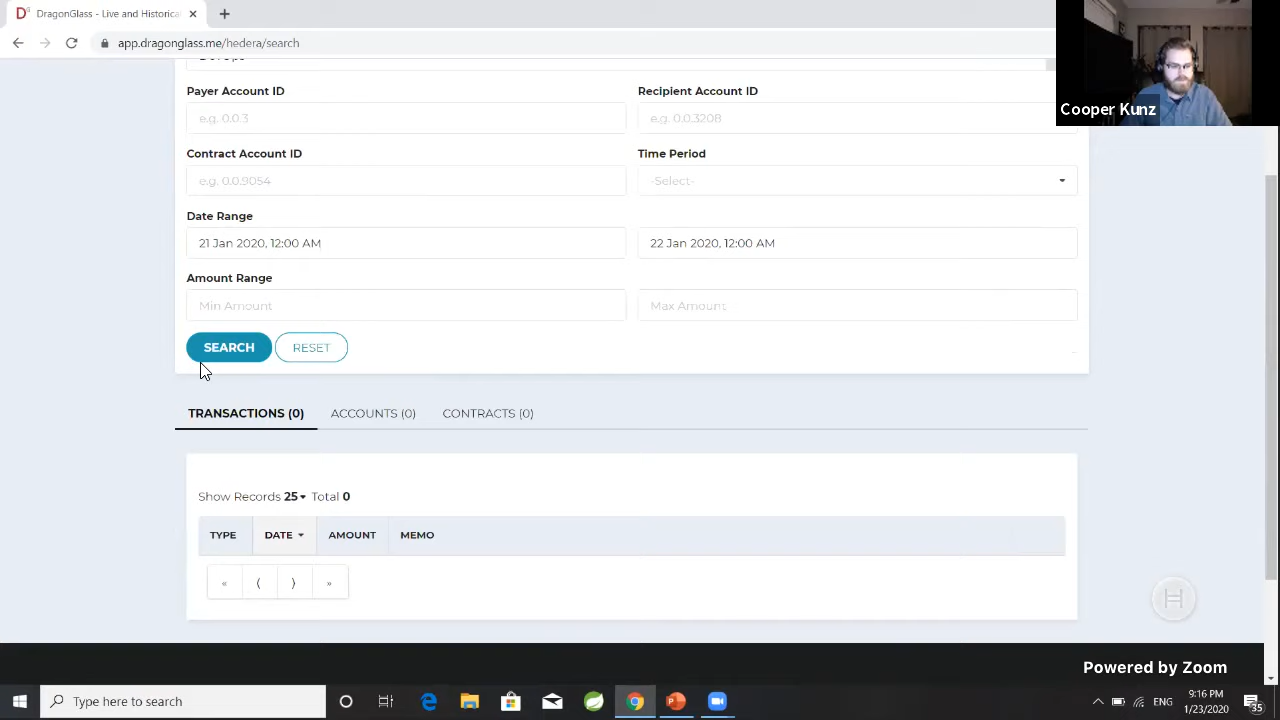 DragonGlass - Live and Historica
app.dragonglass.me/hedera/search
Cooper Kunz
Payer Account ID
Recipient Account ID
e.g. 0.0.3
e.g. 0.0.3208
Contract Account ID
Time Period
e.g. 0.0.9054
-Select-
Date Range
21 Jan 2020, 12:00 AM
22 Jan 2020, 12:00 AM
Amount Range
Min Amount
Max Amount
SEARCH
RESET
TRANSACTIONS (0)
ACCOUNTS (0)
CONTRACTS (0)
Show Records 25 Total 0
TYPE
DATE
AMOUNT
MEMO
Powered by Zoom
Type here to search
ENG
9:16 PM
1/23/2020
35